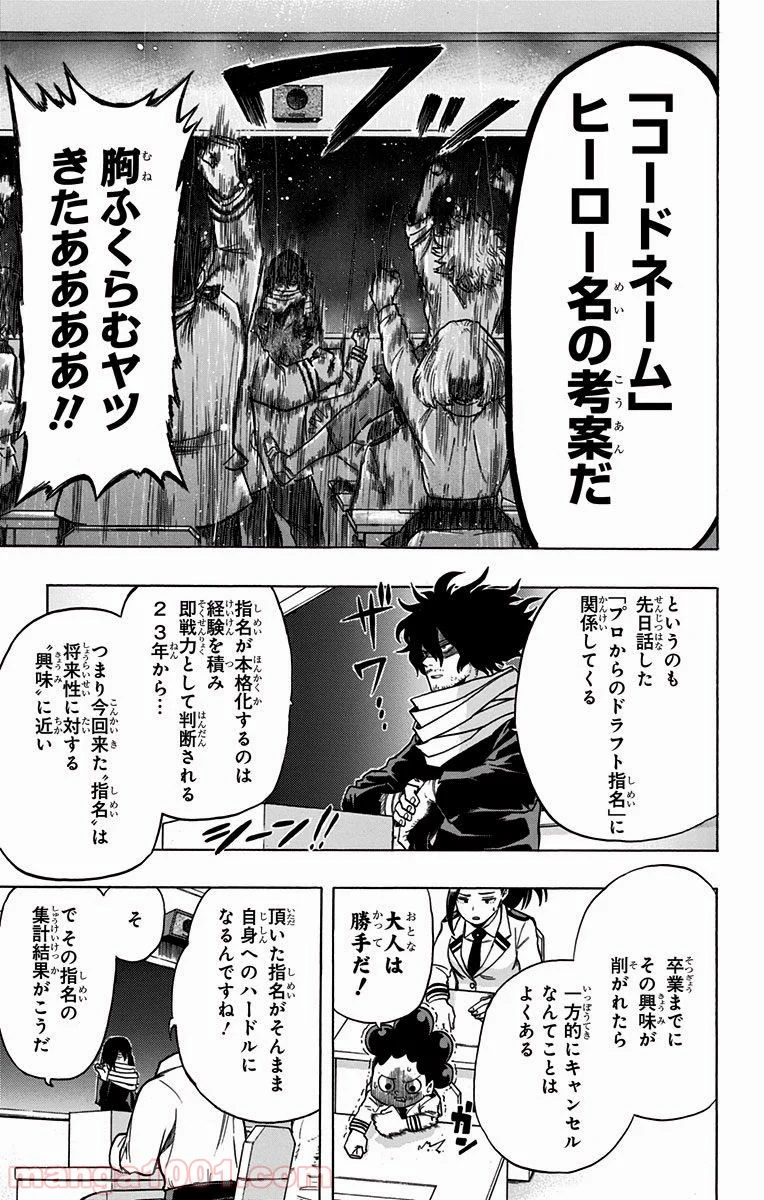 「コードネーム」
ヒーロー名の考案だ
胸ふくらむヤツ
きたああああ!!
というのも
先日話した
「プロからのドラフト指名」に
関係してくる
指名が本格化するのは
経験を積み
即戦力として判断される
2 3年から…
つまり今回来た〝指名〟は
将来性に対する
〝興味〟に近い
ザワ…
シーン…!!
卒業までに
その興味が
削がれたら
一方的にキャンセル
なんてことは
よくある
大人は
勝手だ!
ガン
頂いた指名がそんまま
自身へのハードルに
なるんですね!
そ
で その指名の
集計結果がこうだ
manga1001.com